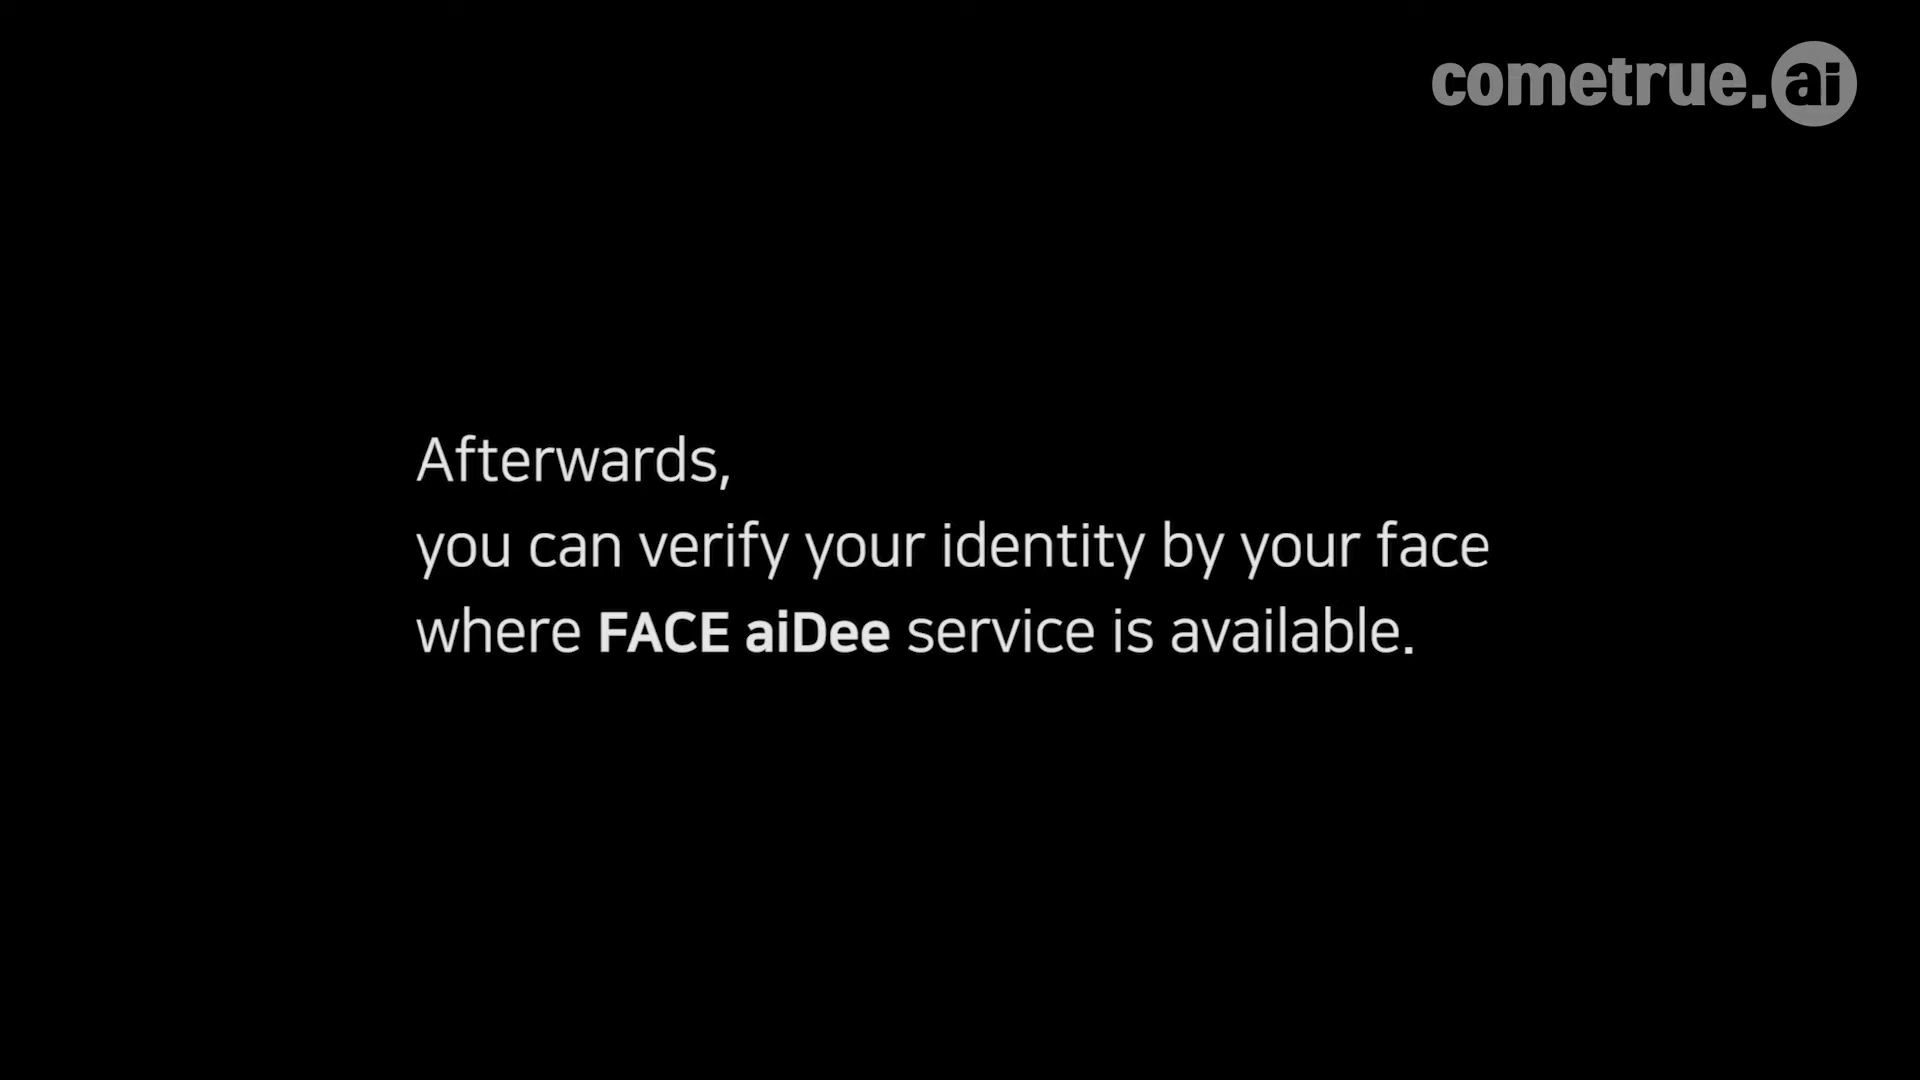 cometrue.ai
Afterwards,
you can verify your identity by your face
where FACE aiDee service is available.